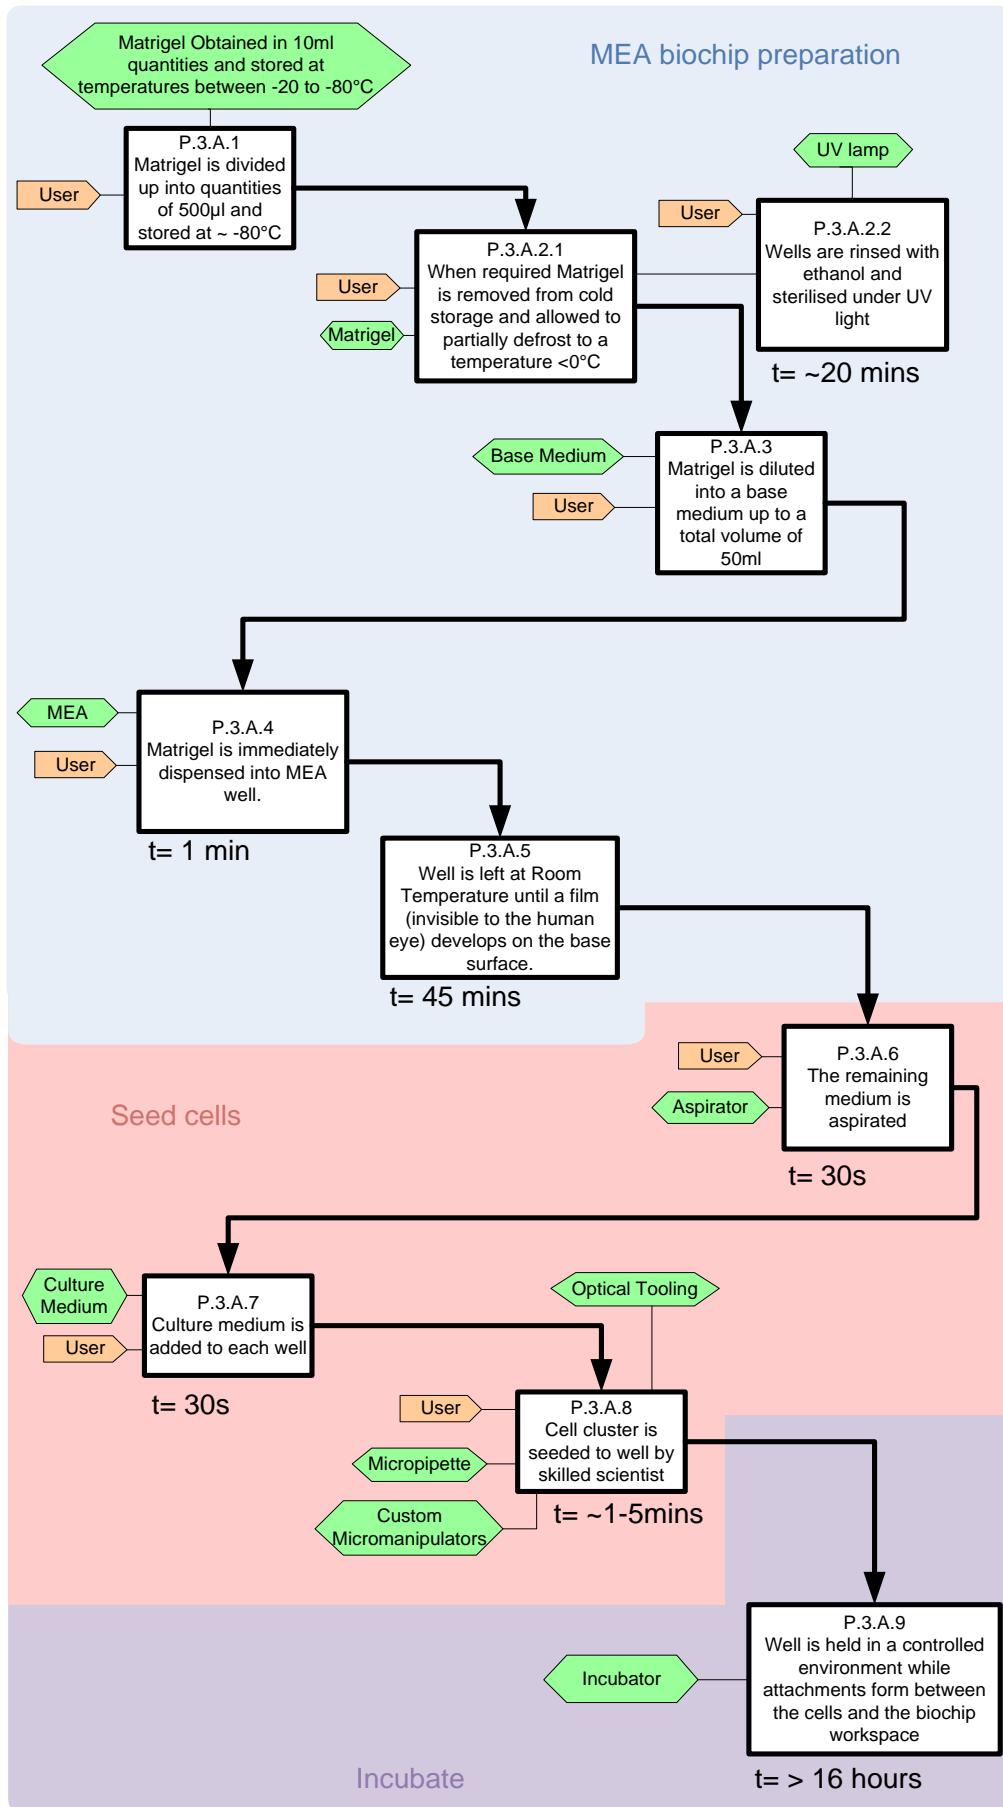 Matrigel Obtained in 10ml
quantities and stored at
temperatures between -20 to -80°C
MEA biochip preparation
P.3.A.1
Matrigel is divided
up into quantities
of 500µl and
stored at ~ -80°C
User
UV lamp
User
P.3.A.2.2
Wells are rinsed with
ethanol and
sterilised under UV
light
t= ~20 mins
P.3.A.2.1
When required Matrigel
is removed from cold
storage and allowed to
partially defrost to a
temperature <0°C
User
Matrigel
Base Medium
User
P.3.A.3
Matrigel is diluted
into a base
medium up to a
total volume of
50ml
MEA
User
P.3.A.4
Matrigel is immediately
dispensed into MEA
well.
t= 1 min
P.3.A.5
Well is left at Room
Temperature until a film
(invisible to the human
eye) develops on the base
surface.
t= 45 mins
User
Aspirator
P.3.A.6
The remaining
medium is
aspirated
t= 30s
Seed cells
Culture
Medium
User
P.3.A.7
Culture medium is
added to each well
t= 30s
Optical Tooling
User
Micropipette
Custom
Micromanipulators
P.3.A.8
Cell cluster is
seeded to well by
skilled scientist
t= ~1-5mins
Incubator
P.3.A.9
Well is held in a controlled
environment while
attachments form between
the cells and the biochip
workspace
t= > 16 hours
Incubate